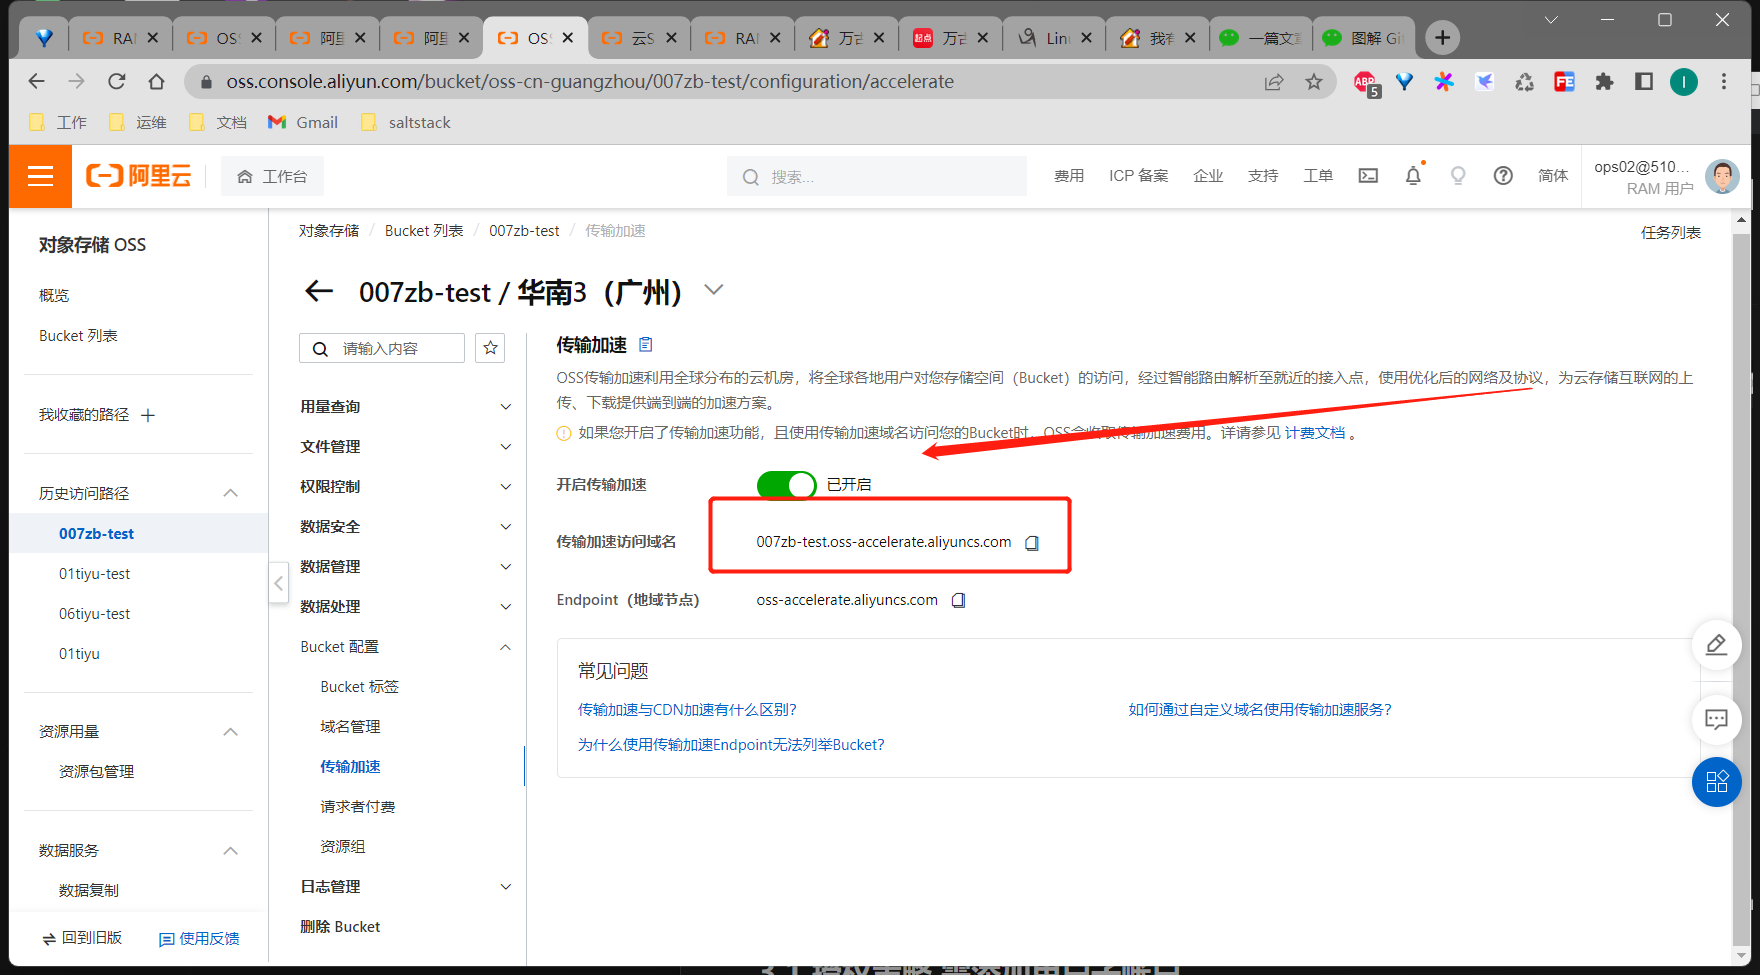 RAM
OSS
阿里
阿里
OSS
云S
RAM
万古
万古
Linu
我有
一篇文章
图解 Gi
oss.console.aliyun.com/bucket/oss-cn-guangzhou/007zb-test/configuration/accelerate
ABP
5
I
工作
运维
文档
Gmail
saltstack
阿里云
工作台
搜索...
费用
ICP 备案
企业
支持
工单
简体
ops02@510...
RAM 用户
对象存储 OSS
概览
Bucket 列表
我收藏的路径
历史访问路径
007zb-test
01tiyu-test
06tiyu-test
01tiyu
资源用量
资源包管理
数据服务
数据复制
回到旧版
使用反馈
对象存储 / Bucket 列表 / 007zb-test / 传输加速
任务列表
007zb-test / 华南3（广州）
请输入内容
用量查询
文件管理
权限控制
数据安全
数据管理
数据处理
Bucket 配置
Bucket 标签
域名管理
传输加速
请求者付费
资源组
日志管理
删除 Bucket
传输加速
OSS传输加速利用全球分布的云机房，将全球各地用户对您存储空间（Bucket）的访问，经过智能路由解析至就近的接入点，使用优化后的网络及协议，为云存储互联网的上
传、下载提供端到端的加速方案。
如果您开启了传输加速功能，且使用传输加速域名访问您的Bucket时，OSS会收取传输加速费用。详请参见 计费文档 。
开启传输加速
已开启
传输加速访问域名
007zb-test.oss-accelerate.aliyuncs.com
Endpoint（地域节点）
oss-accelerate.aliyuncs.com
常见问题
传输加速与CDN加速有什么区别?
如何通过自定义域名使用传输加速服务?
为什么使用传输加速Endpoint无法列举Bucket?